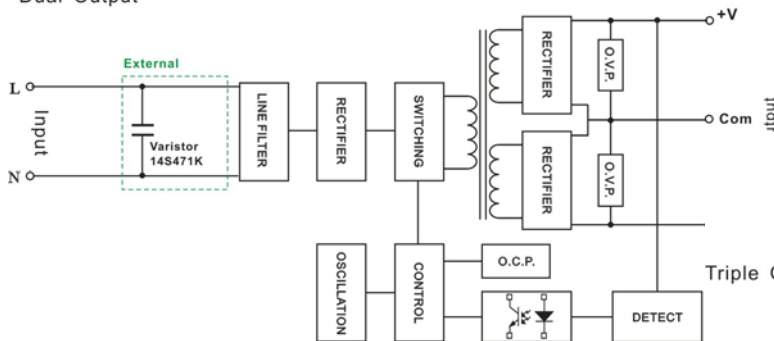 Dual Output
+V
External
L
Input
Varistor
14S471K
N
LINE FILTER
RECTIFIER
SWITCHING
RECTIFIER
RECTIFIER
O.V.P.
O.V.P.
Com
OSCILLATION
CONTROL
O.C.P.
DETECT
Triple